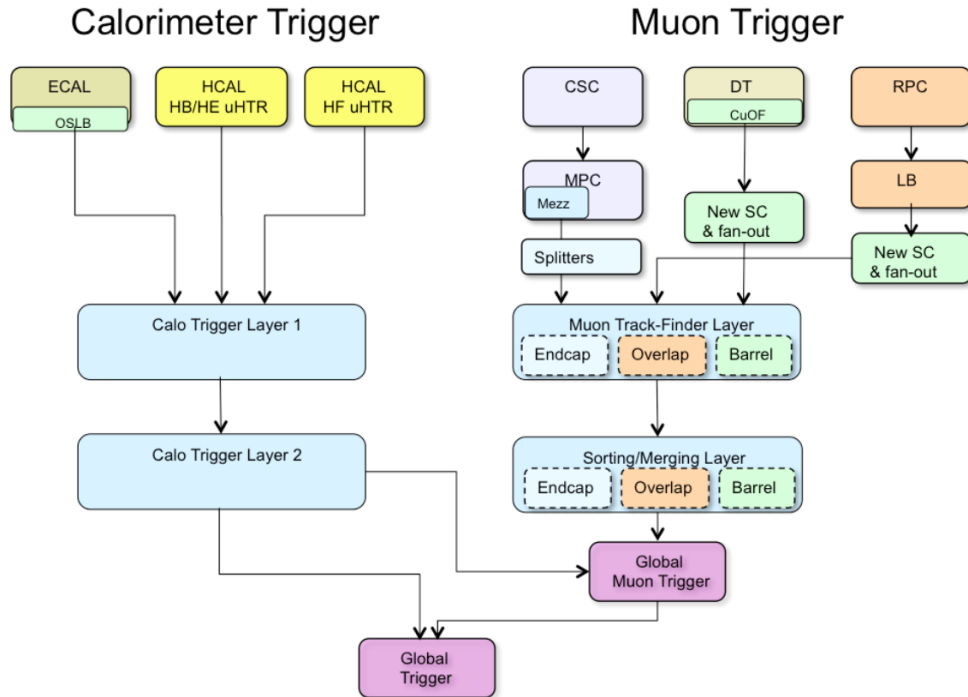 Calorimeter Trigger
Muon Trigger
ECAL
OSLB
HCAL
HB/HE uHTR
HCAL
HF uHTR
CSC
DT
CuOF
RPC
MPC
Mezz
LB
New SC
& fan-out
Splitters
New SC
& fan-out
Calo Trigger Layer 1
Muon Track-Finder Layer
Endcap
Overlap
Barrel
Calo Trigger Layer 2
Sorting/Merging Layer
Endcap
Overlap
Barrel
Global
Muon Trigger
Global
Trigger